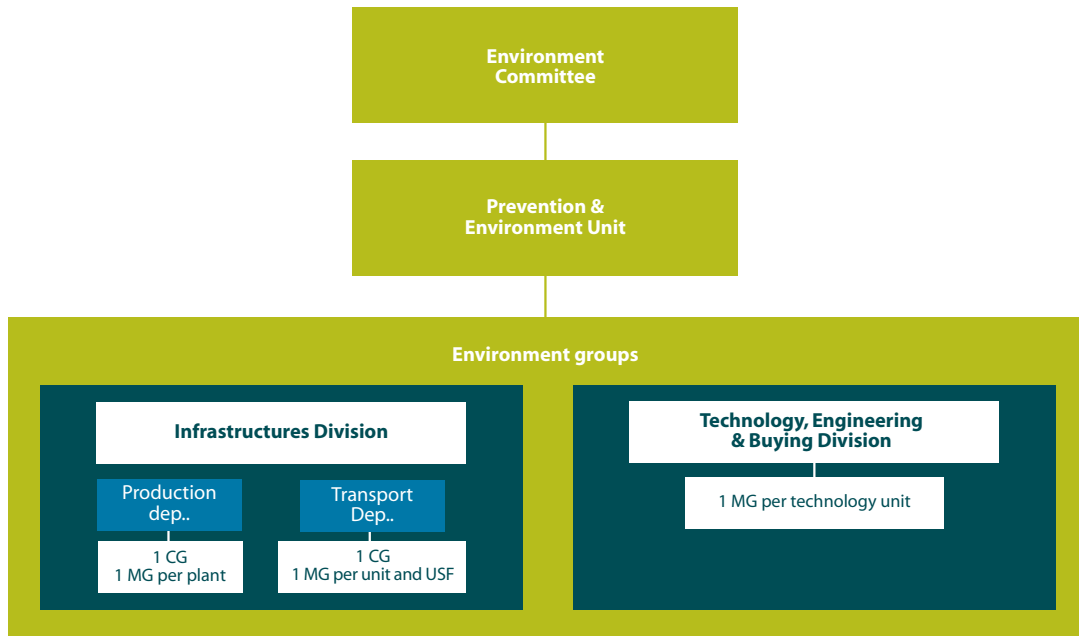 Environment
Committee
Prevention &
Environment Unit
Environment groups
Infrastructures Division
Production
dep..
1 CG
1 MG per plant
Transport
Dep..
1 CG
1 MG per unit and USF
Technology, Engineering
& Buying Division
1 MG per technology unit